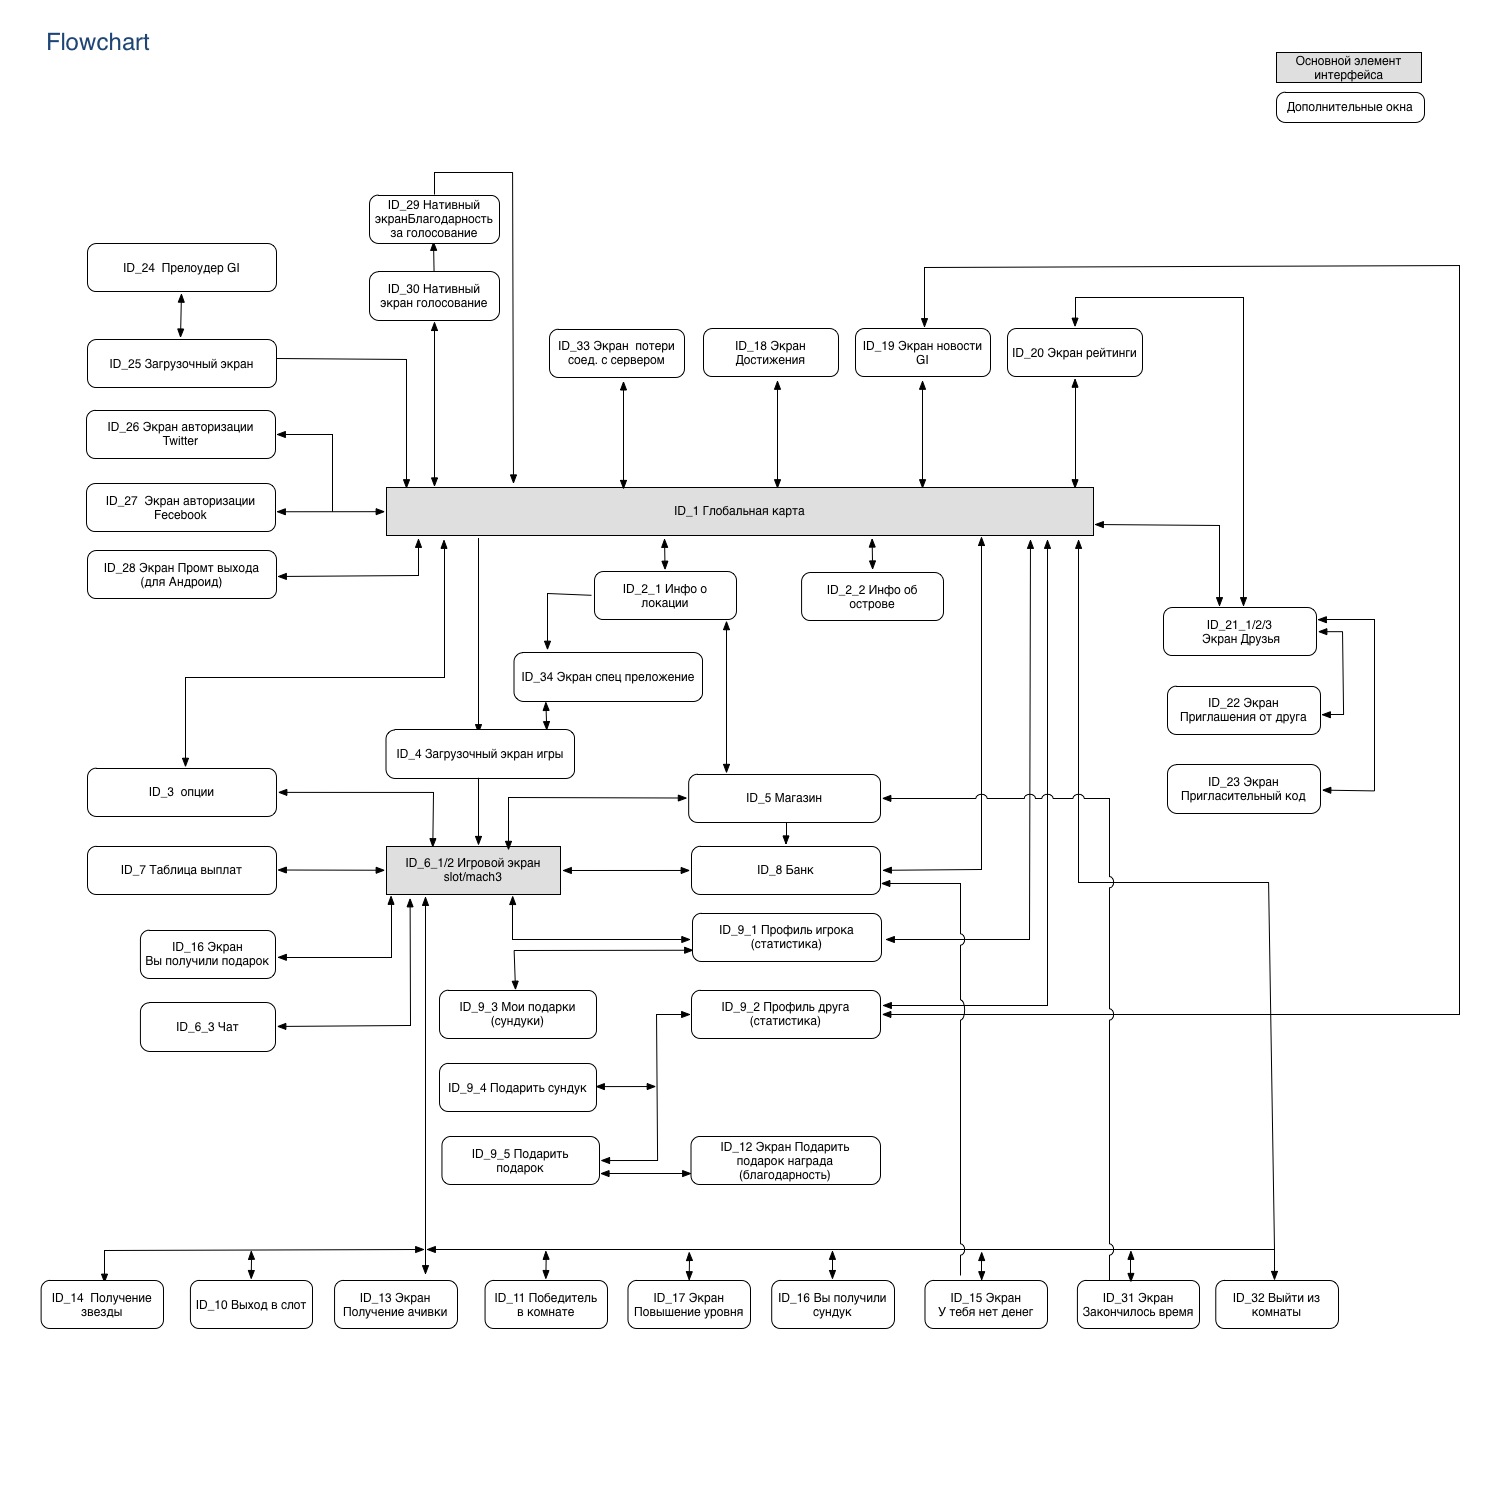 Flowchart
Основной элемент
интерфейса
Дополнительные окна
ID_29 Нативный
экранБлагодарность
за голосование
ID_24  Прелоудер GI
ID_30 Нативный
экран голосование
ID_25 Загрузочный экран
ID_33 Экран  потери
соед. с сервером
ID_18 Экран
Достижения
ID_19 Экран новости
GI
ID_20 Экран рейтинги
ID_26 Экран авторизации
Twitter
ID_27  Экран авторизации
Fecebook
ID_1 Глобальная карта
ID_28 Экран Промт выхода
(для Андроид)
ID_2_1 Инфо о
локации
ID_2_2 Инфо об
острове
ID_21_1/2/3
Экран Друзья
ID_34 Экран спец преложение
ID_22 Экран
Приглашения от друга
ID_4 Загрузочный экран игры
ID_3  опции
ID_5 Магазин
ID_23 Экран
Пригласительный код
ID_7 Таблица выплат
ID_6_1/2 Игровой экран
slot/mach3
ID_8 Банк
ID_16 Экран
Вы получили подарок
ID_9_1 Профиль игрока
(статистика)
ID_6_3 Чат
ID_9_3 Мои подарки
(сундуки)
ID_9_2 Профиль друга
(статистика)
ID_9_4 Подарить сундук
ID_9_5 Подарить
подарок
ID_12 Экран Подарить
подарок награда
(благодарность)
ID_14  Получение
звезды
ID_10 Выход в слот
ID_13 Экран
Получение ачивки
ID_11 Победитель
в комнате
ID_17 Экран
Повышение уровня
ID_16 Вы получили
сундук
ID_15 Экран
У тебя нет денег
ID_31 Экран
Закончилось время
ID_32 Выйти из
комнаты